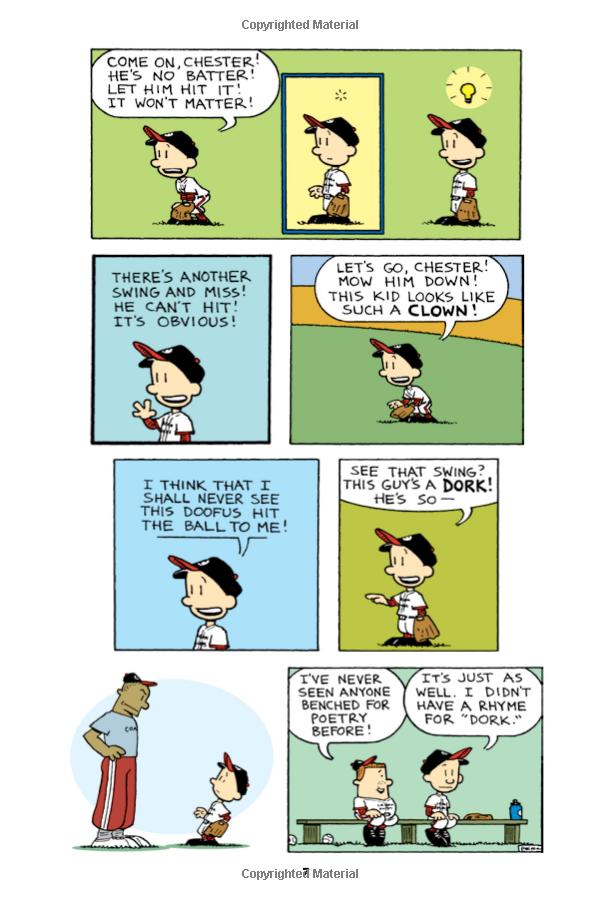 Copyrighted Material
COME ON, CHESTER!
HE'S NO BATTER!
LET HIM HIT IT!
IT WON'T MATTER!
THERE'S ANOTHER
SWING AND MISS!
HE CAN'T HIT!
IT'S OBVIOUS!
LET'S GO, CHESTER!
MOW HIM DOWN!
THIS KID LOOKS LIKE
SUCH A CLOWN!
I THINK THAT I
SHALL NEVER SEE
THIS DOOFUS HIT
THE BALL TO ME!
SEE THAT SWING?
THIS GUY'S A DORK!
HE'S SO—
COA
I'VE NEVER
SEEN ANYONE
BENCHED FOR
POETRY
BEFORE!
IT'S JUST AS
WELL. I DIDN'T
HAVE A RHYME
FOR "DORK."
Copyrighted Material